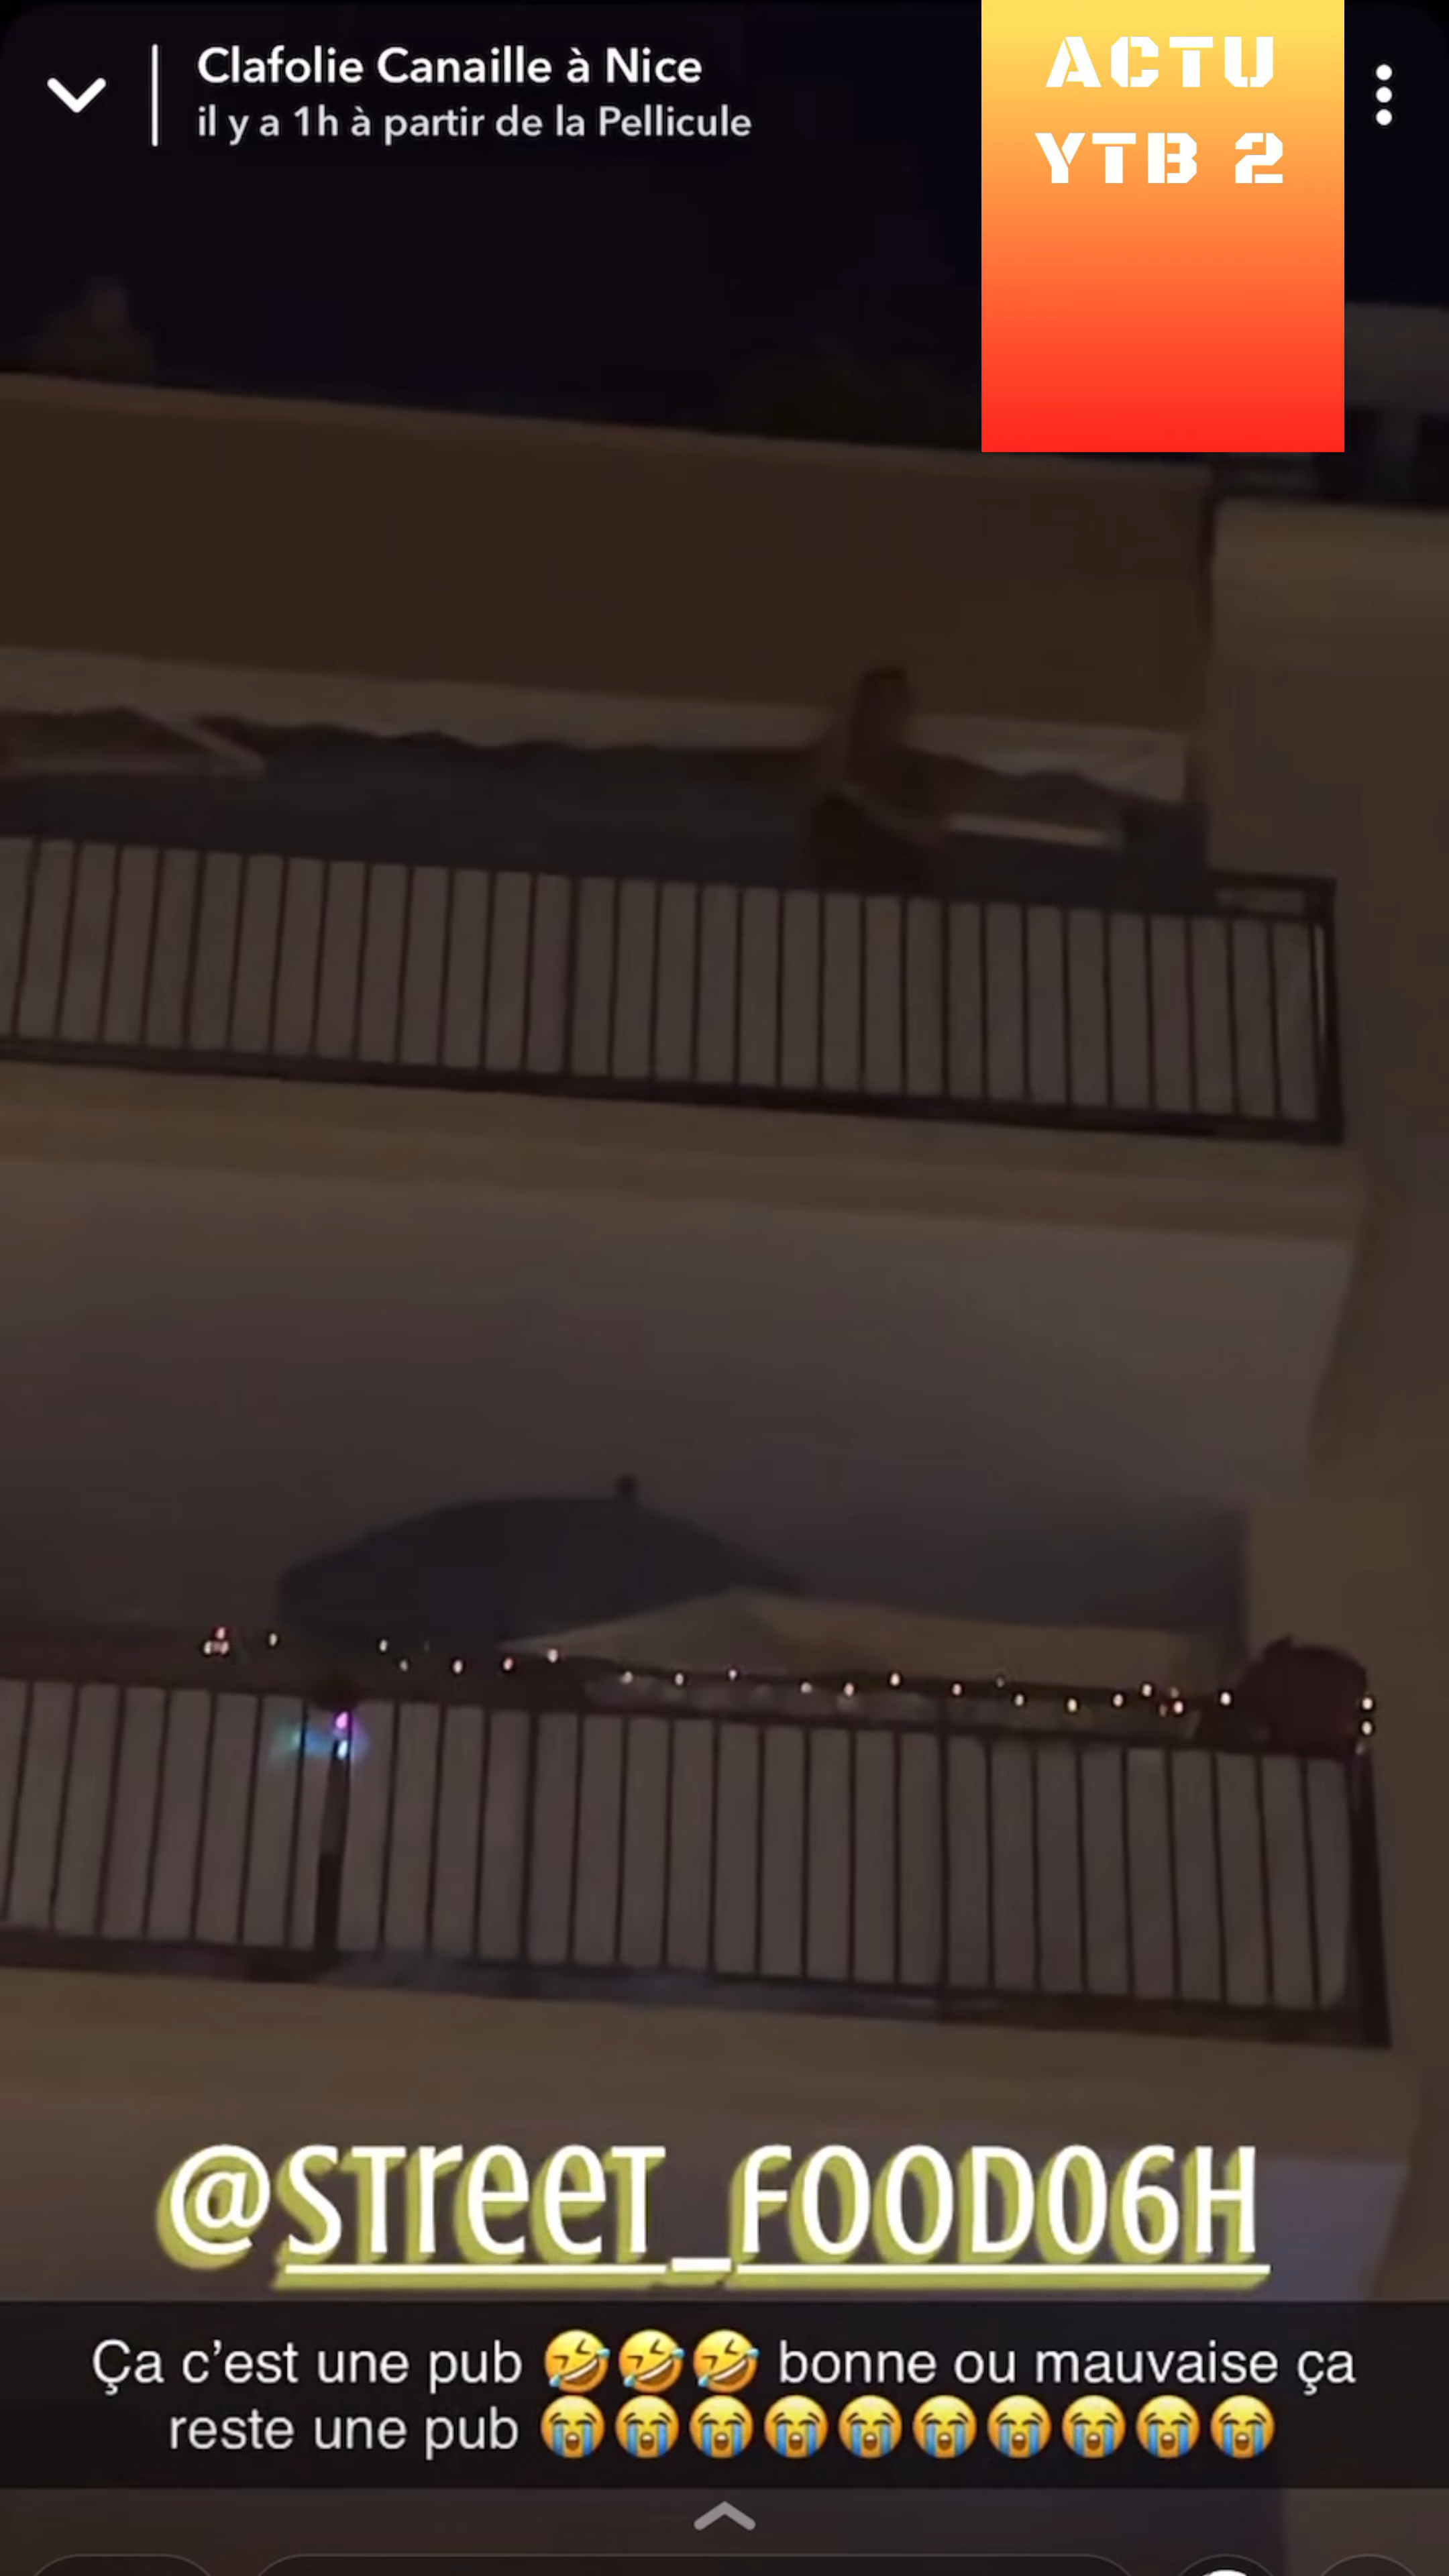 Clafolie Canaille à Nice
il y a 1h à partir de la Pellicule
ACTU
YTB 2
@STreeT_FOOD06H
Ça c’est une pub 🤣🤣🤣 bonne ou mauvaise ça
reste une pub 😭😭😭😭😭😭😭😭😭😭